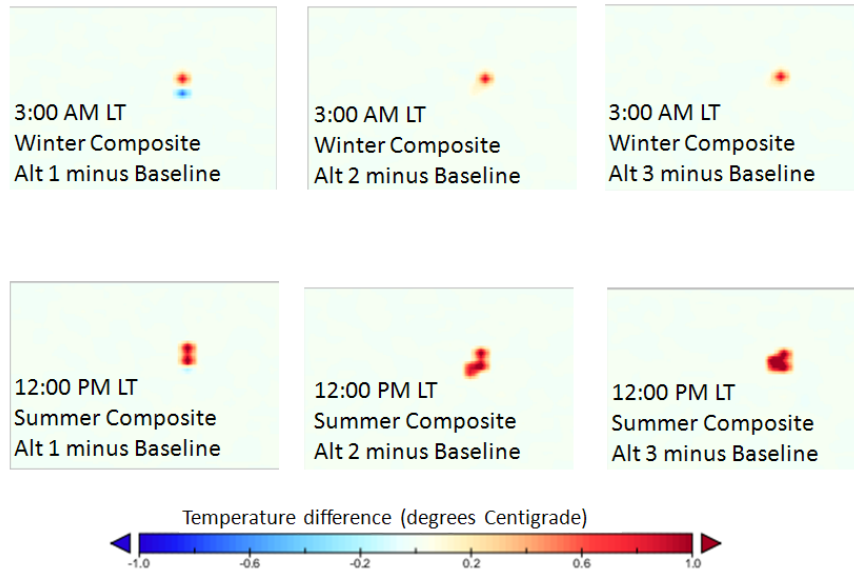 3:00 AM LT
Winter Composite
Alt 1 minus Baseline
3:00 AM LT
Winter Composite
Alt 2 minus Baseline
3:00 AM LT
Winter Composite
Alt 3 minus Baseline
12:00 PM LT
Summer Composite
Alt 1 minus Baseline
12:00 PM LT
Summer Composite
Alt 2 minus Baseline
12:00 PM LT
Summer Composite
Alt 3 minus Baseline
Temperature difference (degrees Centigrade)
-1.0 -0.6 -0.2 0.2 0.6 1.0